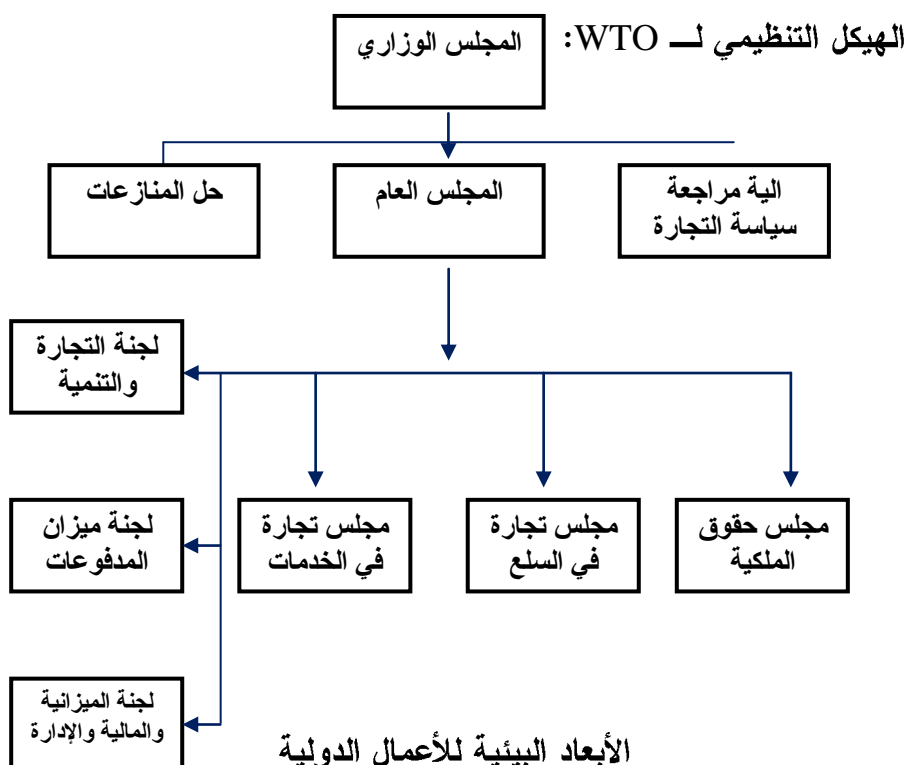 الهيكل التنظيمي لــ WTO:
المجلس الوزاري
الية مراجعة
سياسة التجارة
المجلس العام
حل المنازعات
لجنة التجارة
والتنمية
مجلس حقوق
الملكية
مجلس تجارة
في السلع
مجلس تجارة
في الخدمات
لجنة ميزان
المدفوعات
لجنة الميزانية
والمالية والإدارة
الأبعاد البيئية للأعمال الدولية